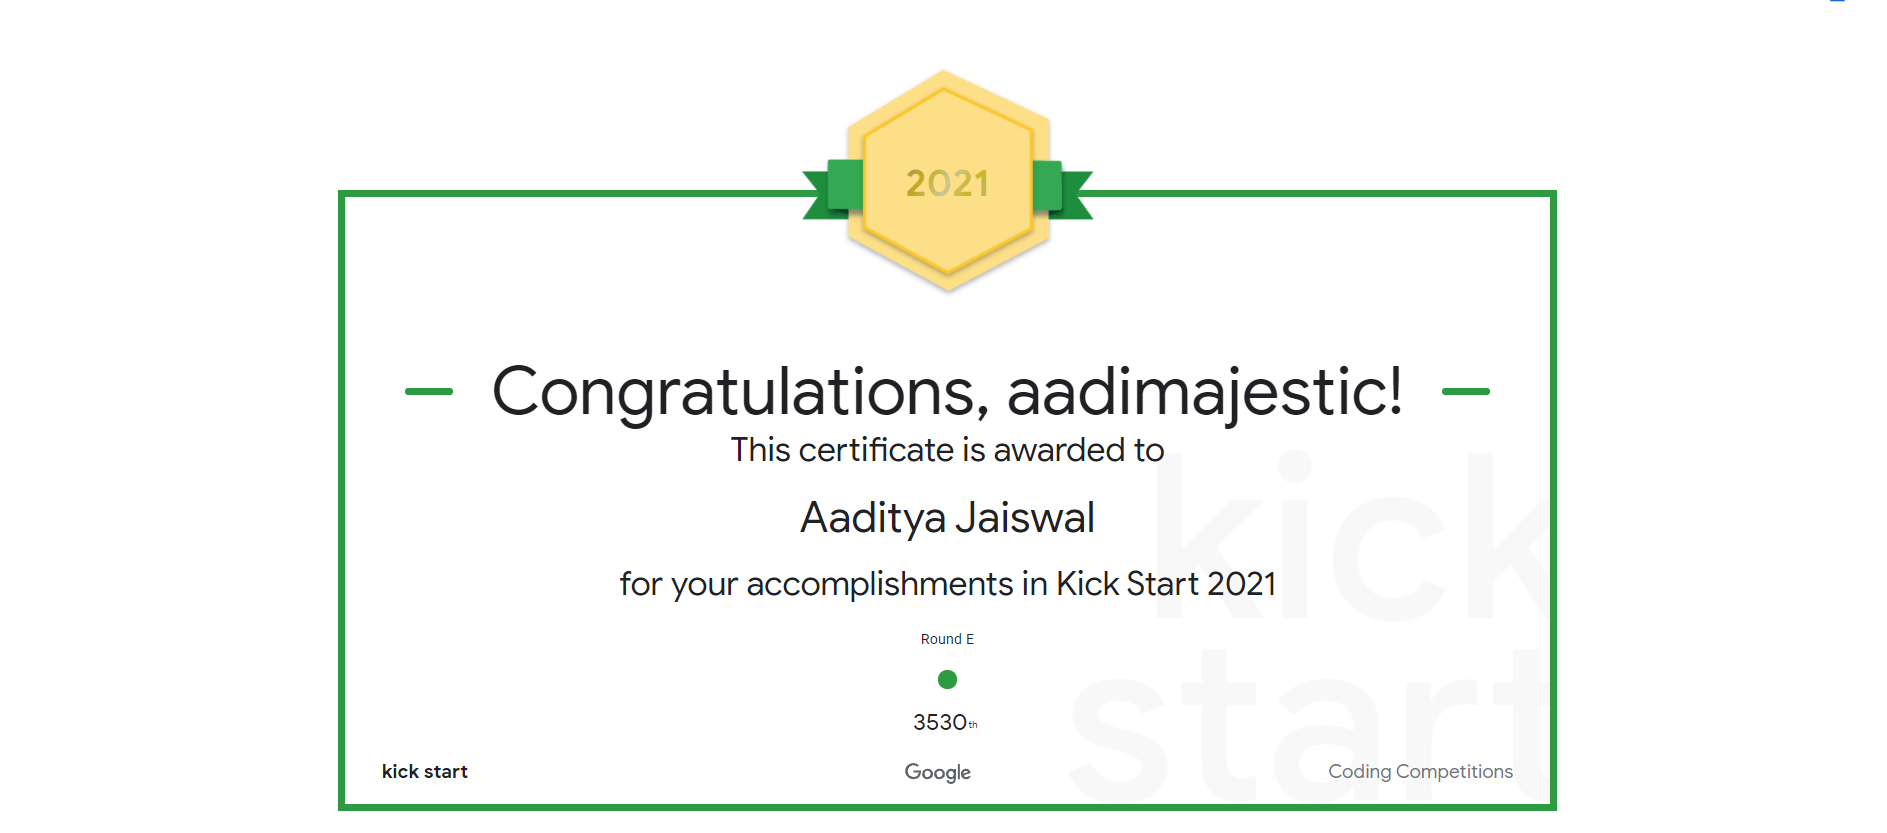 2021
Congratulations, aadimajestic!
This certificate is awarded to
Aaditya Jaiswal
for your accomplishments in Kick Start 2021
Round E
3530th
kick start
Google
Coding Competitions
kick
start